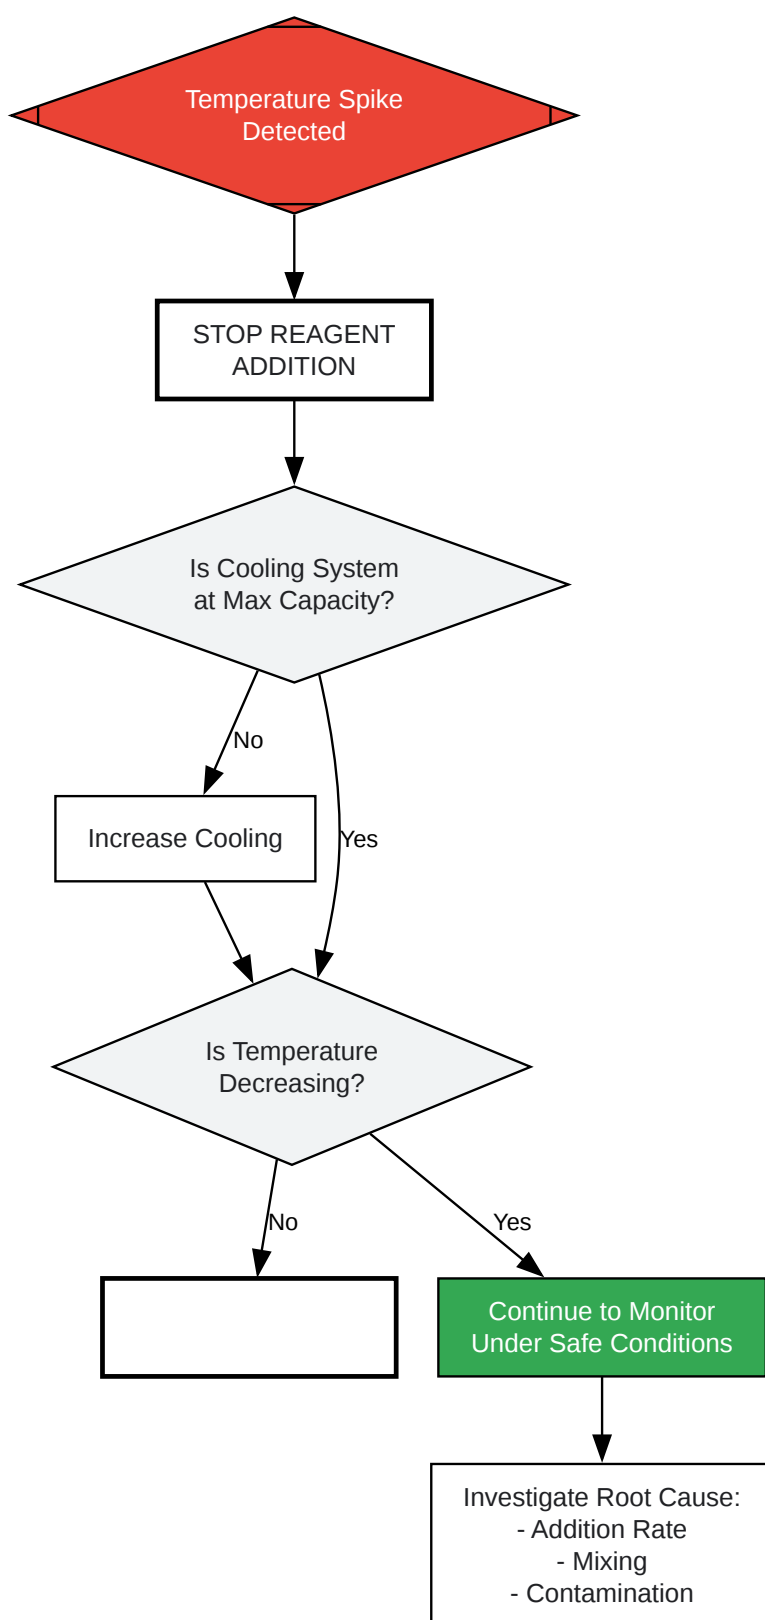 Temperature Spike
Detected
STOP REAGENT
ADDITION
Is Cooling System
at Max Capacity?
No
Increase Cooling
Yes
Is Temperature
Decreasing?
No
Yes
Continue to Monitor
Under Safe Conditions
Investigate Root Cause:
- Addition Rate
- Mixing
- Contamination